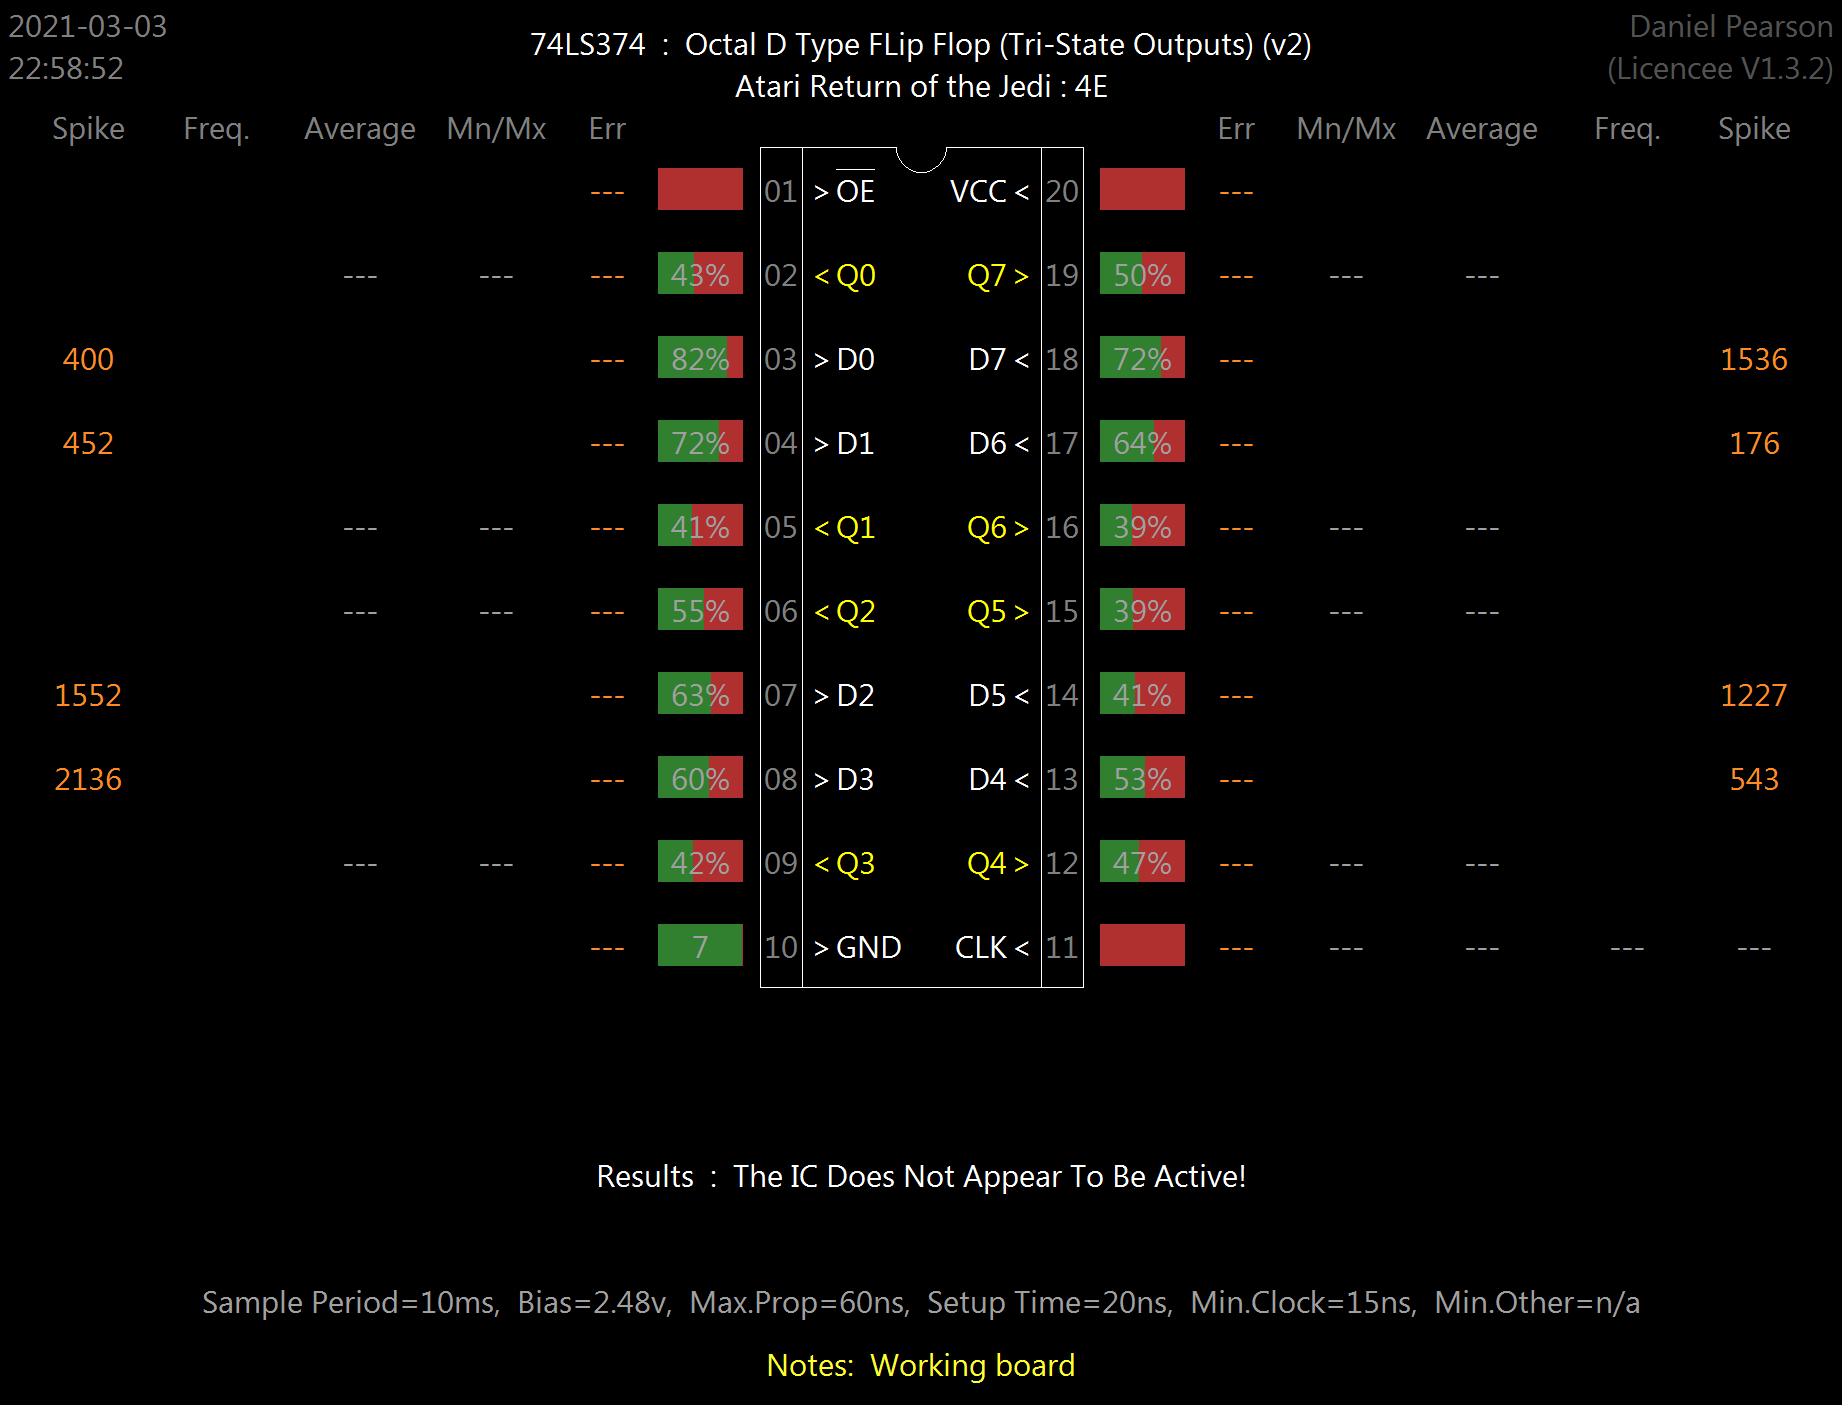 2021-03-03
22:58:52
74LS374 : Octal D Type FLip Flop (Tri-State Outputs) (v2)
Atari Return of the Jedi : 4E
Daniel Pearson
(Licencee V1.3.2)
Spike Freq. Average Mn/Mx Err Err Mn/Mx Average Freq. Spike
--- 01 > OE VCC < 20 ---
--- --- --- 43% 02 < Q0 Q7 > 19 50% --- --- ---
400 --- 82% 03 > D0 D7 < 18 72% --- 1536
452 --- 72% 04 > D1 D6 < 17 64% --- 176
--- --- --- 41% 05 < Q1 Q6 > 16 39% --- --- ---
--- --- --- 55% 06 < Q2 Q5 > 15 39% --- --- ---
1552 --- 63% 07 > D2 D5 < 14 41% --- 1227
2136 --- 60% 08 > D3 D4 < 13 53% --- 543
--- --- --- 42% 09 < Q3 Q4 > 12 47% --- --- ---
--- 7 10 > GND CLK < 11 --- --- --- --- ---
Results : The IC Does Not Appear To Be Active!
Sample Period=10ms, Bias=2.48v, Max.Prop=60ns, Setup Time=20ns, Min.Clock=15ns, Min.Other=n/a
Notes: Working board